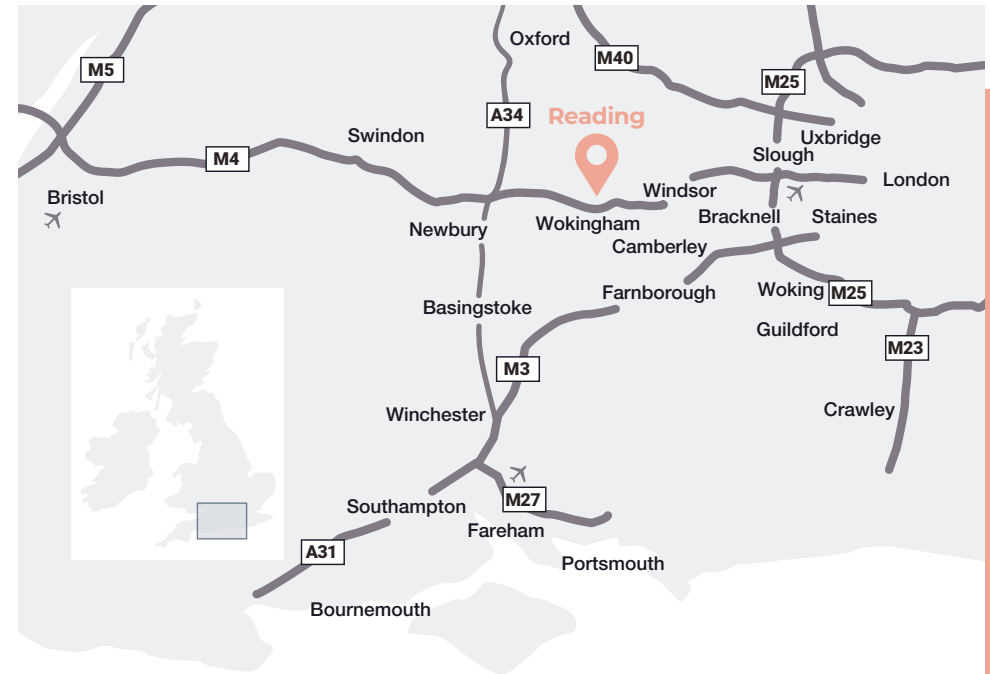 Oxford
M40
M5
M25
A34
Reading
Uxbridge
Swindon
Slough
M4
London
Windsor
Bristol
Bracknell
Staines
Newbury
Wokingham
Camberley
Farnborough
Woking
M25
Basingstoke
Guildford
M23
M3
Winchester
Crawley
Southampton
M27
Fareham
A31
Portsmouth
Bournemouth